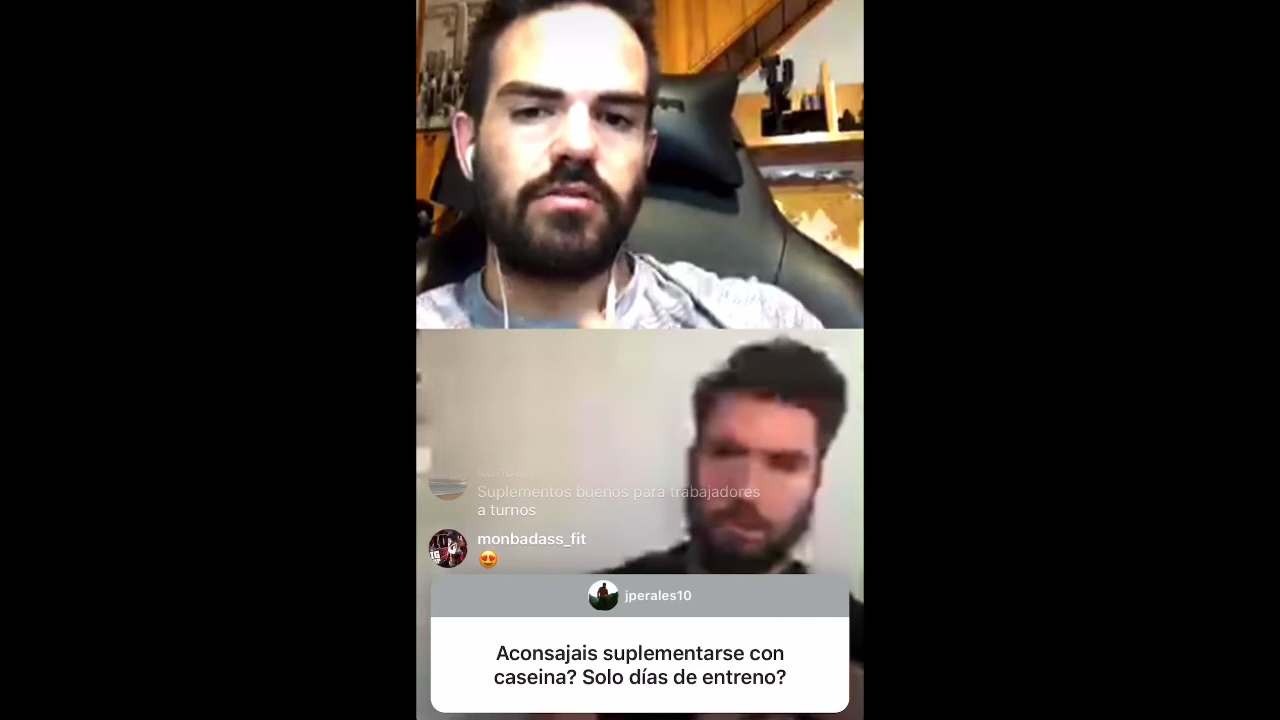 Suplementos buenos para trabajadores
a turnos
monbadass_fit
jperales10
Aconsajais suplementarse con
caseina? Solo días de entreno?